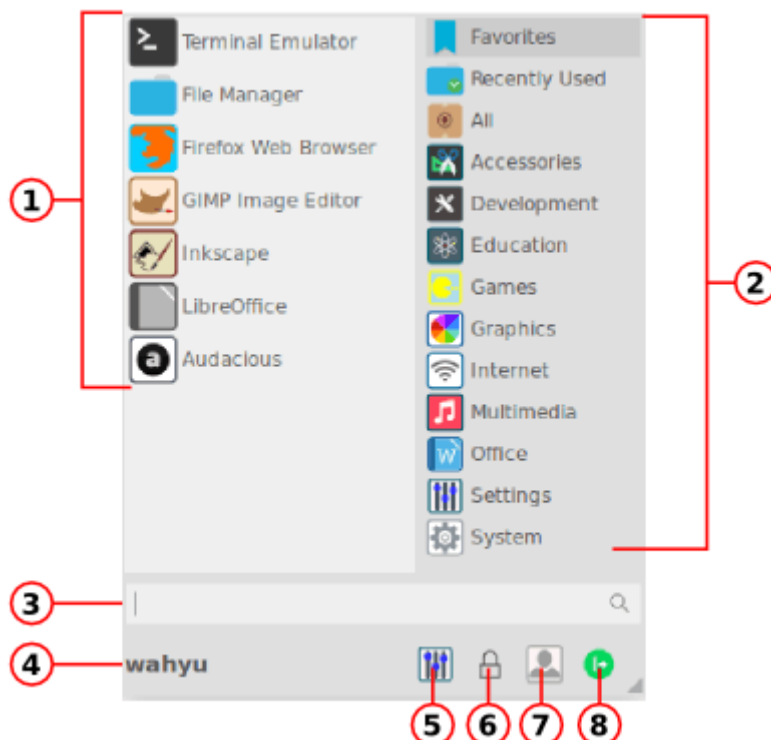 Terminal Emulator
File Manager
Firefox Web Browser
GIMP Image Editor
Inkscape
LibreOffice
Audacious
Favorites
Recently Used
All
Accessories
Development
Education
Games
Graphics
Internet
Multimedia
Office
Settings
System
1
2
3
4
wahyu
5
6
7
8